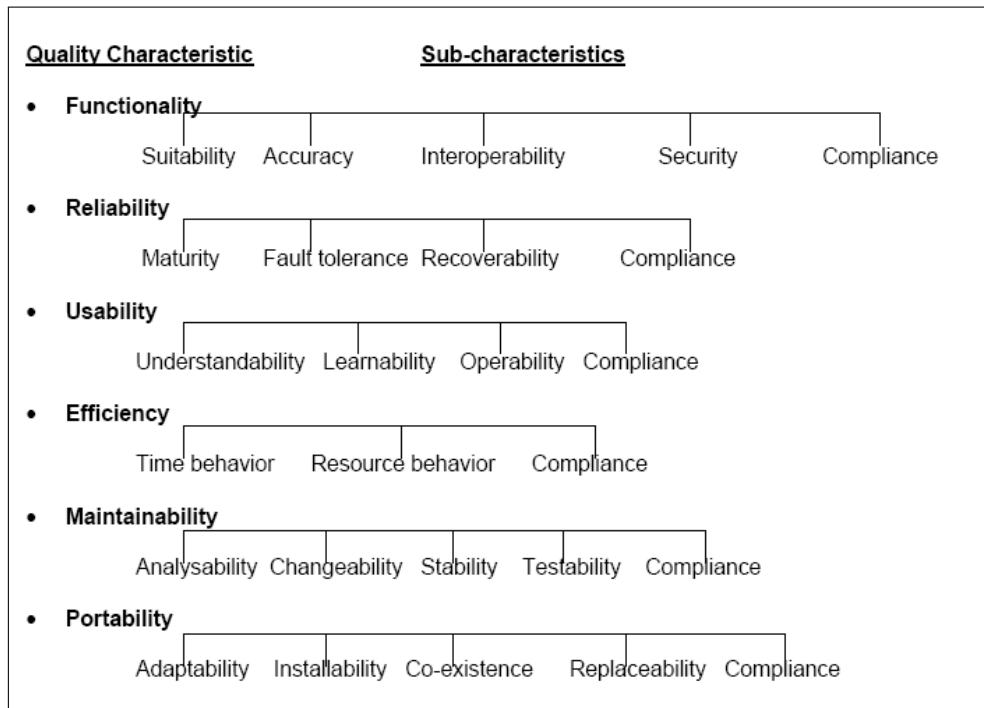 Quality Characteristic Sub-characteristics
• Functionality
Suitability Accuracy Interoperability Security Compliance
• Reliability
Maturity Fault tolerance Recoverability Compliance
• Usability
Understandability Learnability Operability Compliance
• Efficiency
Time behavior Resource behavior Compliance
• Maintainability
Analysability Changeability Stability Testability Compliance
• Portability
Adaptability Installability Co-existence Replaceability Compliance